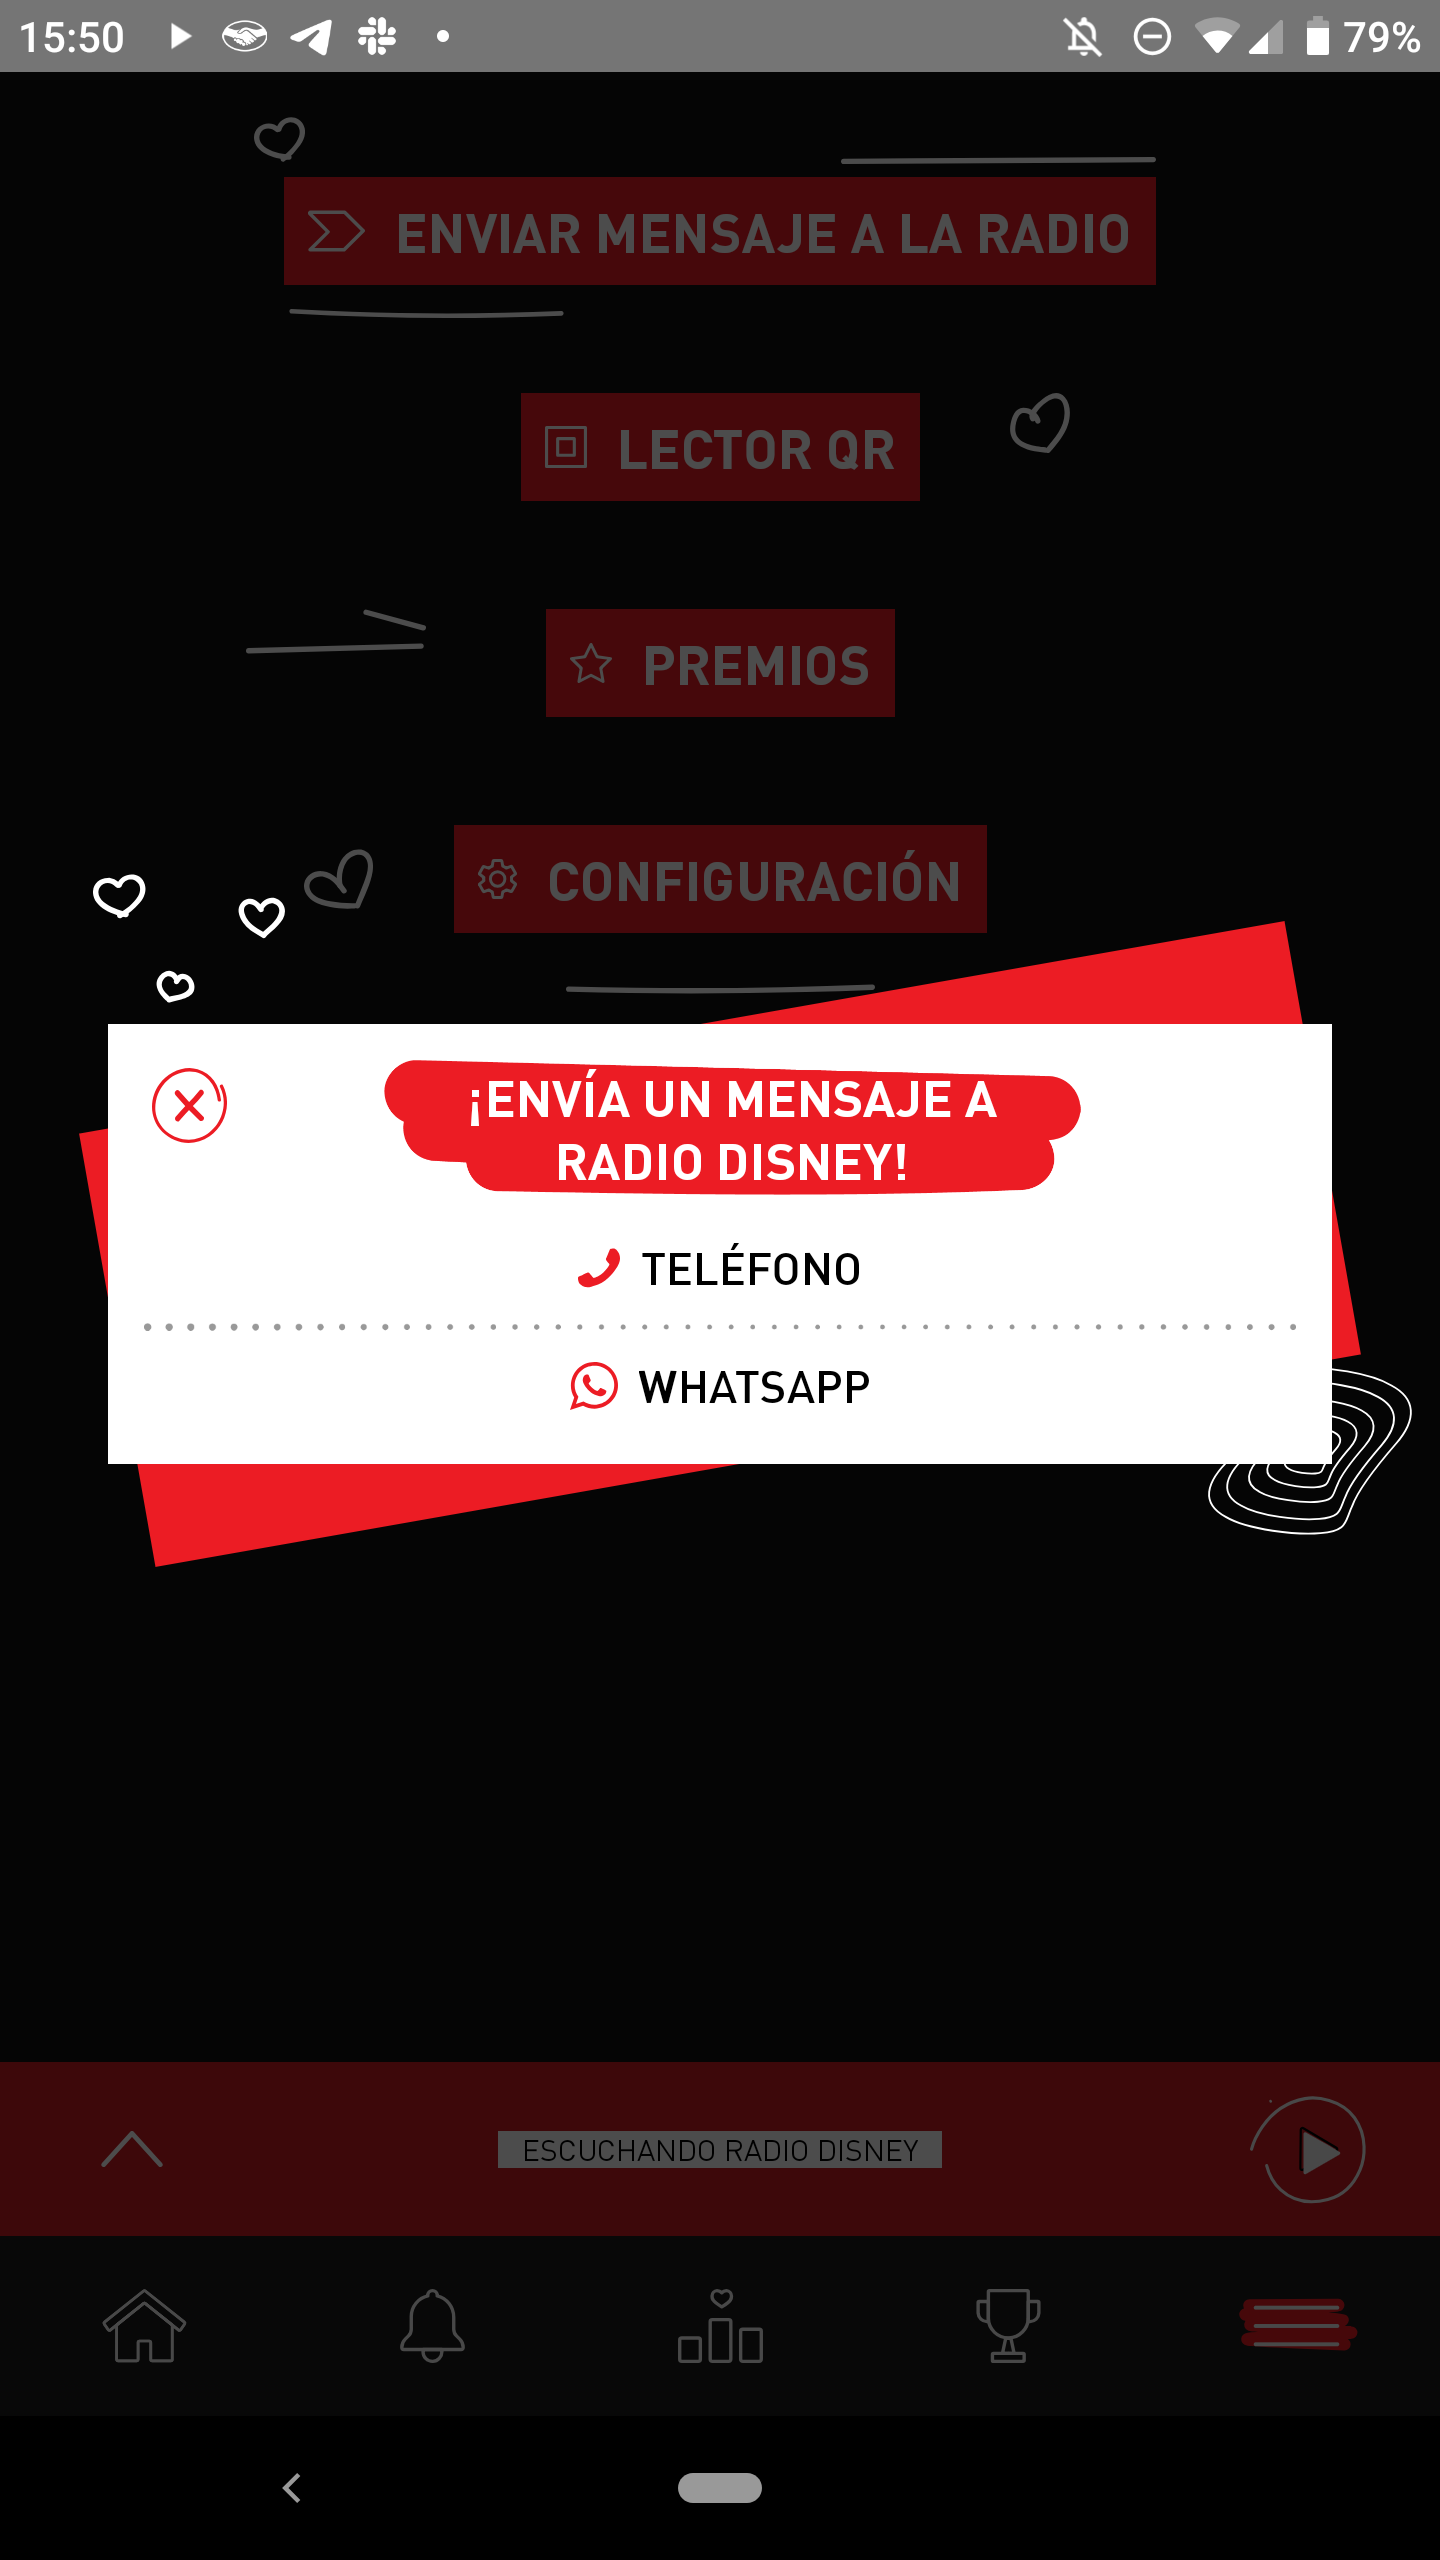 15:50
79%
ENVIAR MENSAJE A LA RADIO
LECTOR QR
PREMIOS
CONFIGURACIÓN
¡ENVÍA UN MENSAJE A
RADIO DISNEY!
TELÉFONO
WHATSAPP
ESCUCHANDO RADIO DISNEY